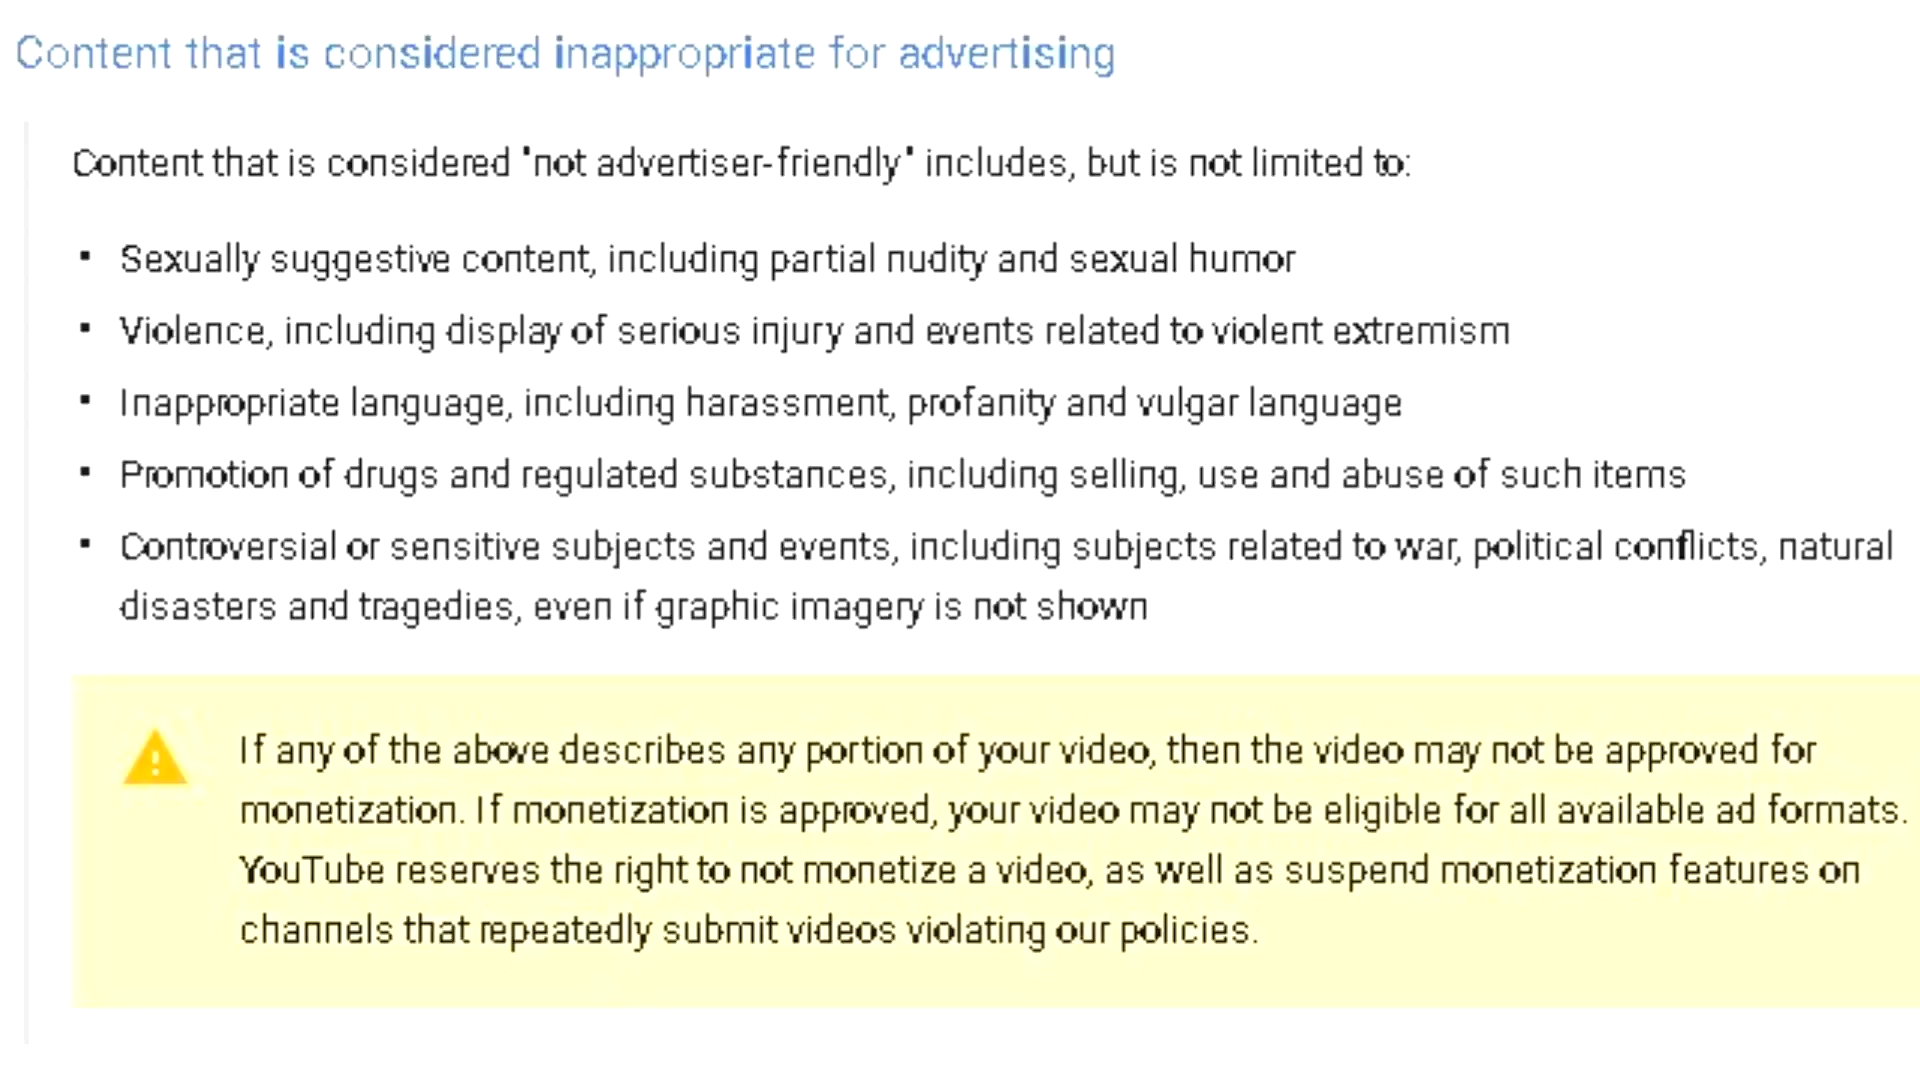 Content that is considered inappropriate for advertising
Content that is considered "not advertiser-friendly" includes, but is not limited to:
▪ Sexually suggestive content, including partial nudity and sexual humor
▪ Violence, including display of serious injury and events related to violent extremism
▪ Inappropriate language, including harassment, profanity and vulgar language
▪ Promotion of drugs and regulated substances, including selling, use and abuse of such items
▪ Controversial or sensitive subjects and events, including subjects related to war, political conflicts, natural
disasters and tragedies, even if graphic imagery is not shown
If any of the above describes any portion of your video, then the video may not be approved for
monetization. If monetization is approved, your video may not be eligible for all available ad formats.
YouTube reserves the right to not monetize a video, as well as suspend monetization features on
channels that repeatedly submit videos violating our policies.